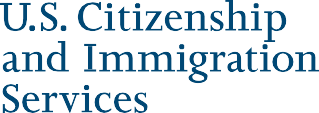 U.S. Citizenship
and Immigration
Services